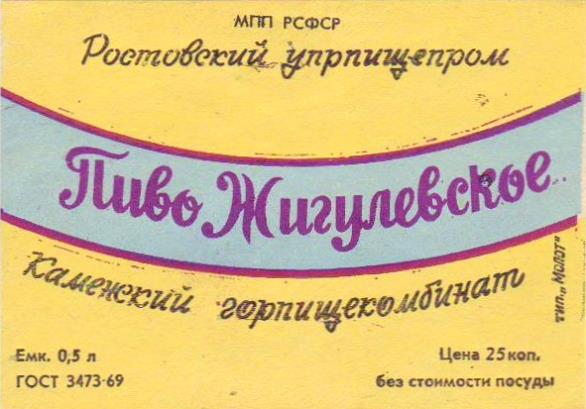 МПП РСФСР
Ростовский упрпищепром
Пиво Жигулевское
Каменский горпищекомбинат
тип. „Молот"
Емк. 0,5 л
ГОСТ 3473-69
Цена 25 коп.
без стоимости посуды